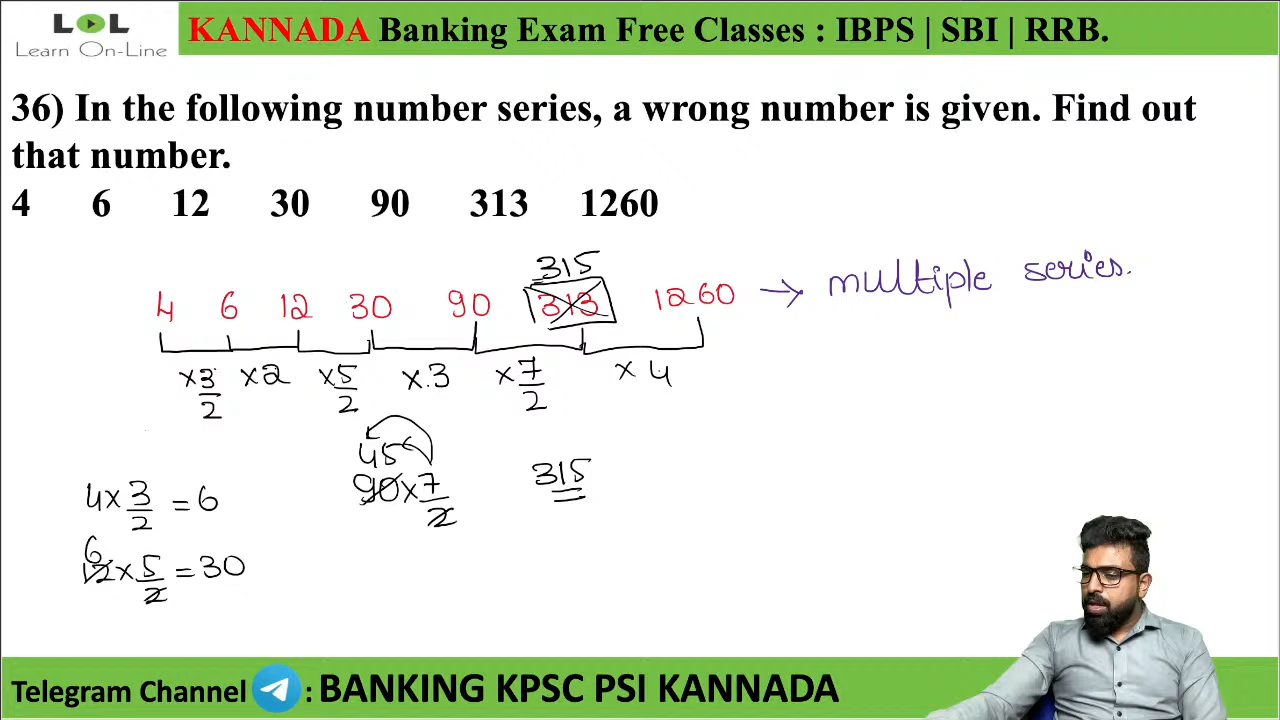 LOL
Learn On-Line
KANNADA Banking Exam Free Classes : IBPS | SBI | RRB.
36) In the following number series, a wrong number is given. Find out
that number.
4 6 12 30 90 313 1260
315
4 6 12 30 90 313 1260 → multiple series.
×3/2 ×2 ×5/2 ×3 ×7/2 ×4
45
90×7/2 315
4×3/2 = 6
6
12×5/2 = 30
Telegram Channel : BANKING KPSC PSI KANNADA